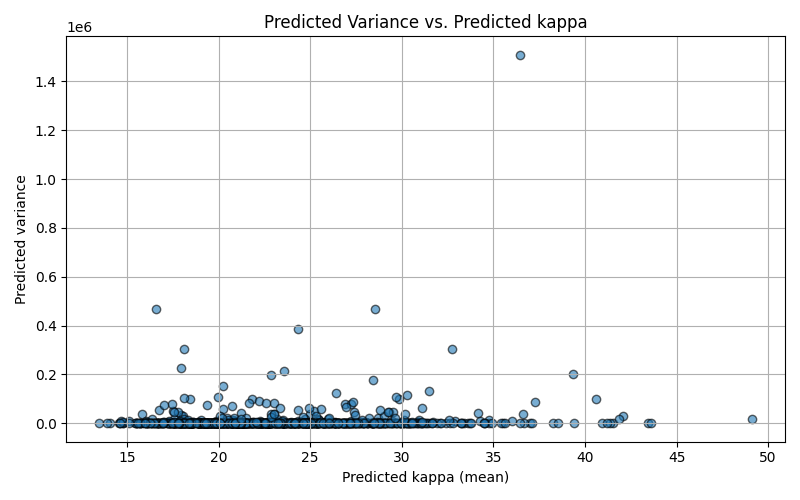 Predicted Variance vs. Predicted kappa
1e6
1.4
1.2
1.0
0.8
0.6
0.4
0.2
0.0
Predicted variance
15 20 25 30 35 40 45 50
Predicted kappa (mean)